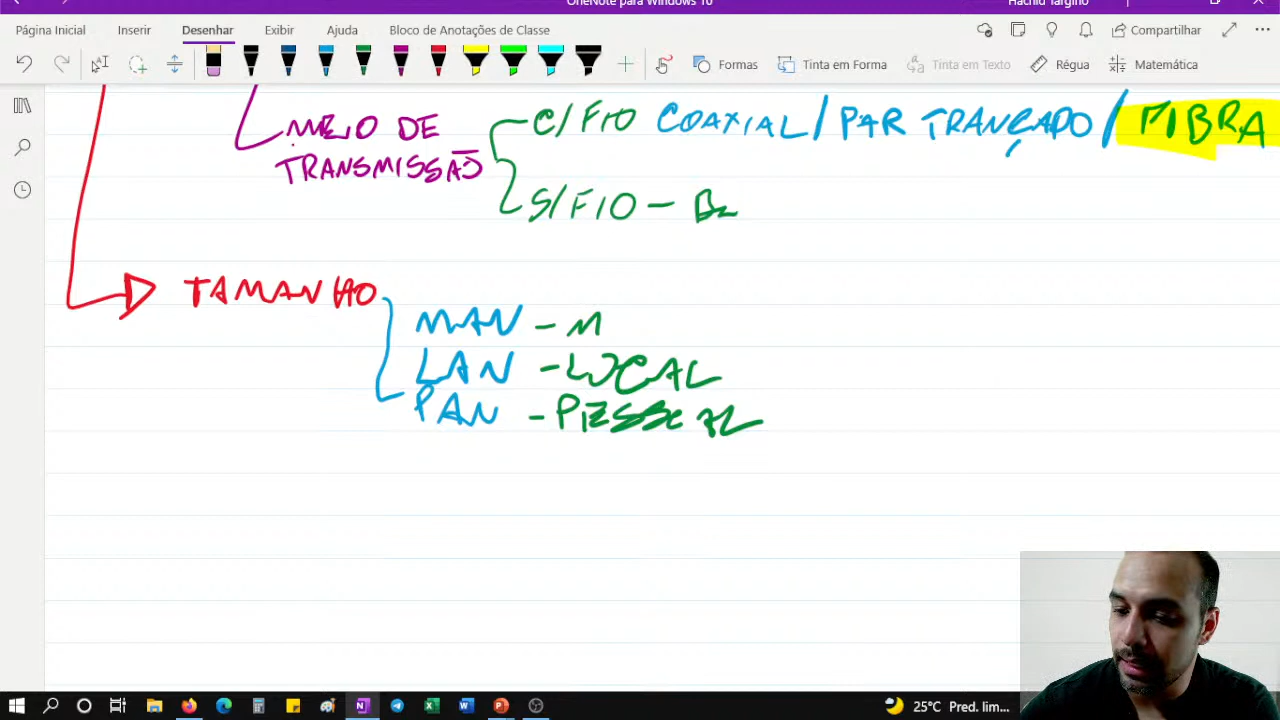 OneNote para Windows 10
Hachid Targino
Página Inicial Inserir Desenhar Exibir Ajuda Bloco de Anotações de Classe Compartilhar
Formas Tinta em Forma Tinta em Texto Régua Matemática
MEIO DE
TRANSMISSÃO
C/FIO COAXIAL / PAR TRANÇADO / FIBRA
S/FIO -
TAMANHO
MAN - M
LAN - LOCAL
PAN - PESSOAL
25°C Pred. lim...